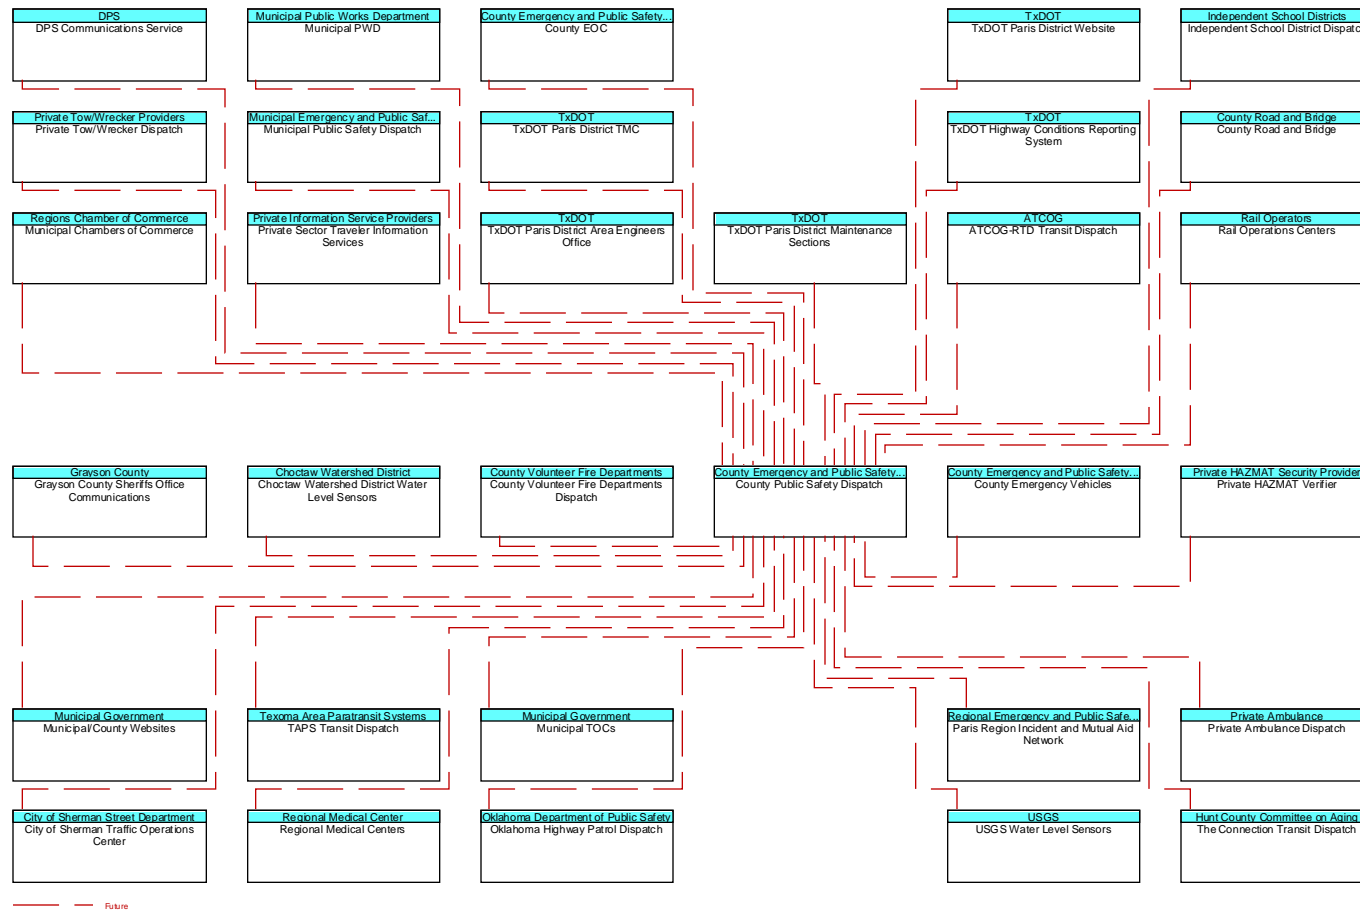 DPS
DPS Communications Service
Municipal Public Works Department
Municipal PWD
County Emergency and Public Safety...
County EOC
TxDOT
TxDOT Paris District Website
Independent School Districts
Independent School District Dispatc
Private Tow/Wrecker Providers
Private Tow/Wrecker Dispatch
Municipal Emergency and Public Saf...
Municipal Public Safety Dispatch
TxDOT
TxDOT Paris District TMC
TxDOT
TxDOT Highway Conditions Reporting
System
County Road and Bridge
County Road and Bridge
Regions Chamber of Commerce
Municipal Chambers of Commerce
Private Information Service Providers
Private Sector Traveler Information
Services
TxDOT
TxDOT Paris District Area Engineers
Office
TxDOT
TxDOT Paris District Maintenance
Sections
ATCOG
ATCOG-RTD Transit Dispatch
Rail Operators
Rail Operations Centers
Grayson County
Grayson County Sheriffs Office
Communications
Choctaw Watershed District
Choctaw Watershed District Water
Level Sensors
County Volunteer Fire Departments
County Volunteer Fire Departments
Dispatch
County Emergency and Public Safety...
County Public Safety Dispatch
County Emergency and Public Safety...
County Emergency Vehicles
Private HAZMAT Security Provider
Private HAZMAT Verifier
Municipal Government
Municipal/County Websites
Texoma Area Paratransit Systems
TAPS Transit Dispatch
Municipal Government
Municipal TOCs
Regional Emergency and Public Safe...
Paris Region Incident and Mutual Aid
Network
Private Ambulance
Private Ambulance Dispatch
City of Sherman Street Department
City of Sherman Traffic Operations
Center
Regional Medical Center
Regional Medical Centers
Oklahoma Department of Public Safety
Oklahoma Highway Patrol Dispatch
USGS
USGS Water Level Sensors
Hunt County Committee on Aging
The Connection Transit Dispatch
Future